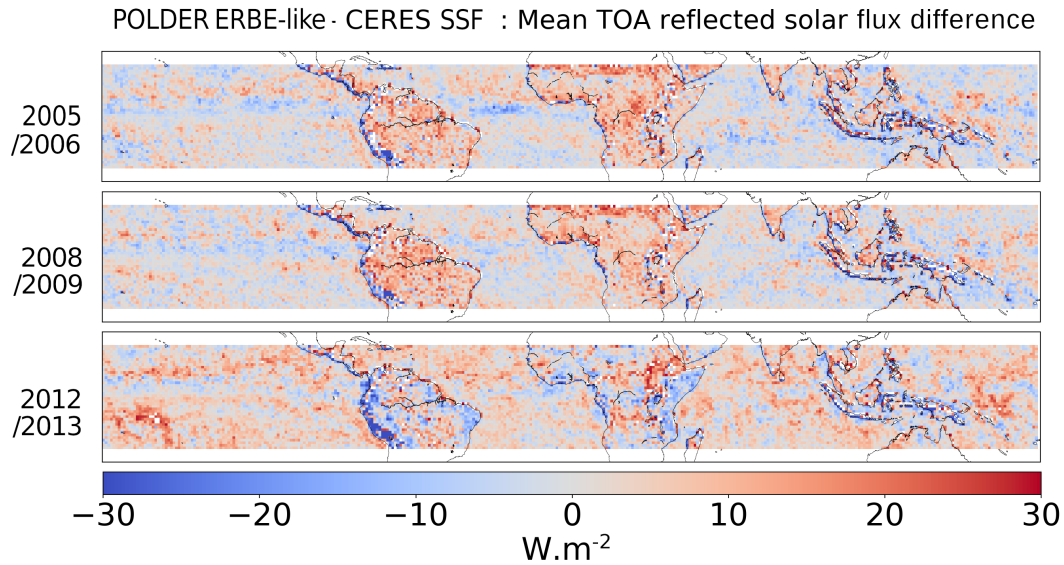 POLDER ERBE-like - CERES SSF : Mean TOA reflected solar flux difference
2005
/2006
2008
/2009
2012
/2013
−30 −20 −10 0 10 20 30
W.m-2